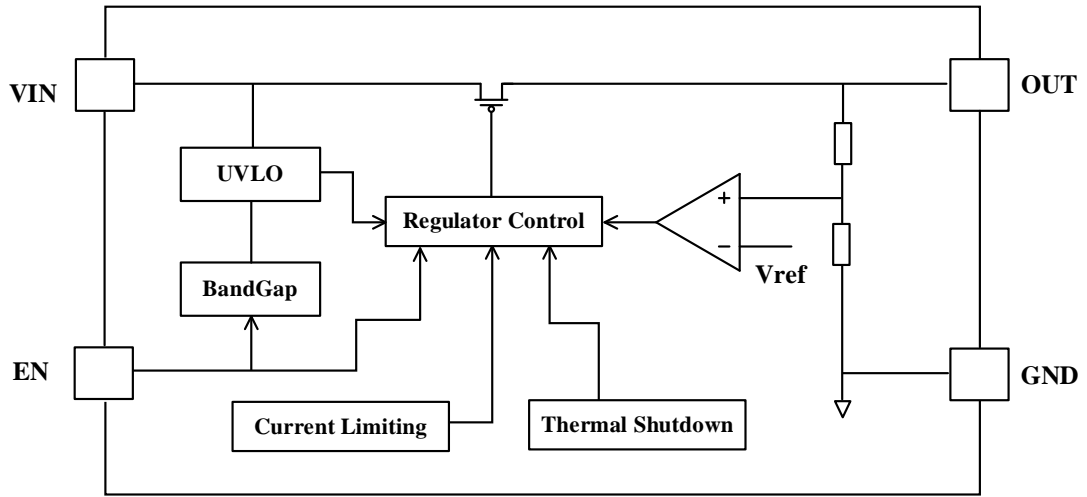 VIN
OUT
UVLO
Regulator Control
+
−
Vref
BandGap
EN
GND
Current Limiting
Thermal Shutdown